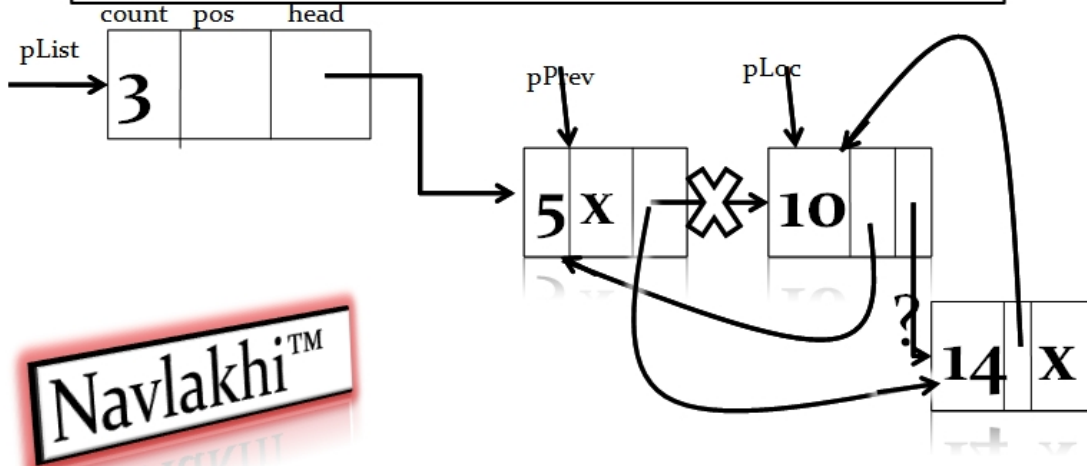 count pos head
pList
3
pPrev
pLoc
5 x
10
?
14 x
Navlakhi™